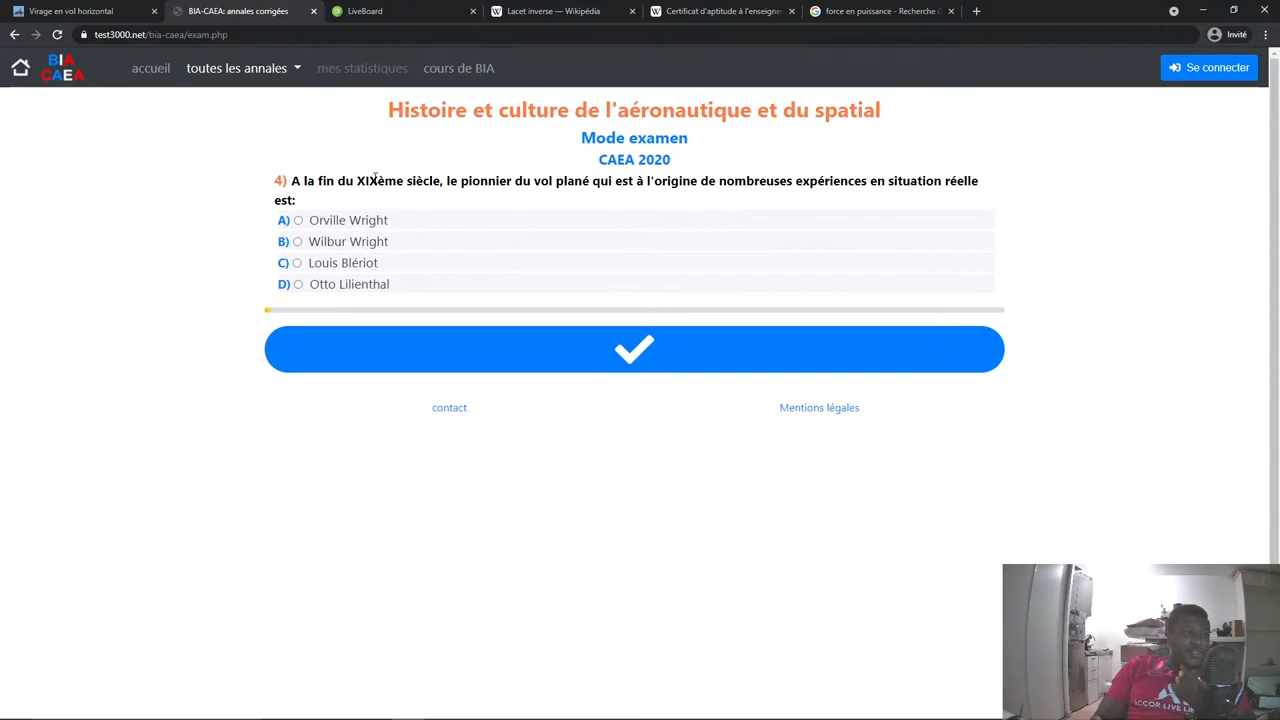 Virage en vol horizontal
BIA-CAEA: annales corrigées
LiveBoard
Lacet inverse — Wikipédia
Certificat d'aptitude à l'enseigne
force en puissance - Recherche
test3000.net/bia-caea/exam.php
Invité
BIA
CAEA
accueil
toutes les annales
mes statistiques
cours de BIA
Se connecter
Histoire et culture de l'aéronautique et du spatial
Mode examen
CAEA 2020
4) A la fin du XIXème siècle, le pionnier du vol plané qui est à l'origine de nombreuses expériences en situation réelle
est:
A) Orville Wright
B) Wilbur Wright
C) Louis Blériot
D) Otto Lilienthal
contact
Mentions légales
ACCOR LIVE